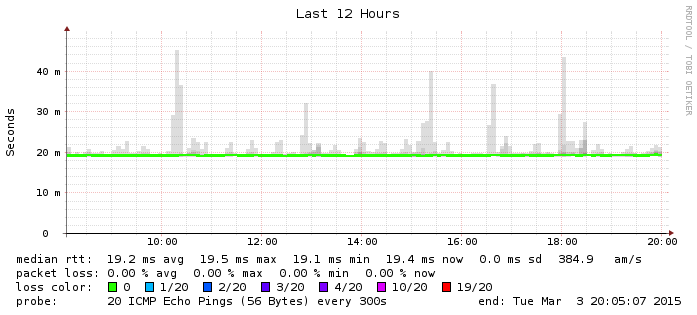 Last 12 Hours
RRDTOOL / TOBI OETIKER
Seconds
40 m
30 m
20 m
10 m
0
10:00 12:00 14:00 16:00 18:00 20:00
median rtt: 19.2 ms avg 19.5 ms max 19.1 ms min 19.4 ms now 0.0 ms sd 384.9 am/s
packet loss: 0.00 % avg 0.00 % max 0.00 % min 0.00 % now
loss color: 0 1/20 2/20 3/20 4/20 10/20 19/20
probe: 20 ICMP Echo Pings (56 Bytes) every 300s end: Tue Mar 3 20:05:07 2015